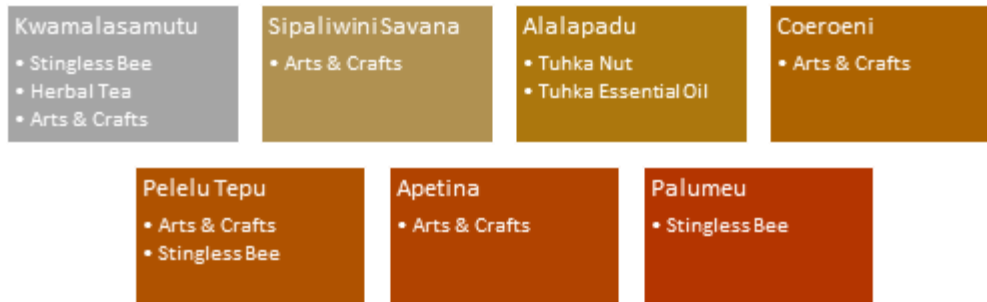 Kwamalasamutu
• Stingless Bee
• Herbal Tea
• Arts & Crafts
Sipaliwini Savana
• Arts & Crafts
Alalapadu
• Tuhka Nut
• Tuhka Essential Oil
Coeroeni
• Arts & Crafts
Pelelu Tepu
• Arts & Crafts
• Stingless Bee
Apetina
• Arts & Crafts
Palumeu
• Stingless Bee